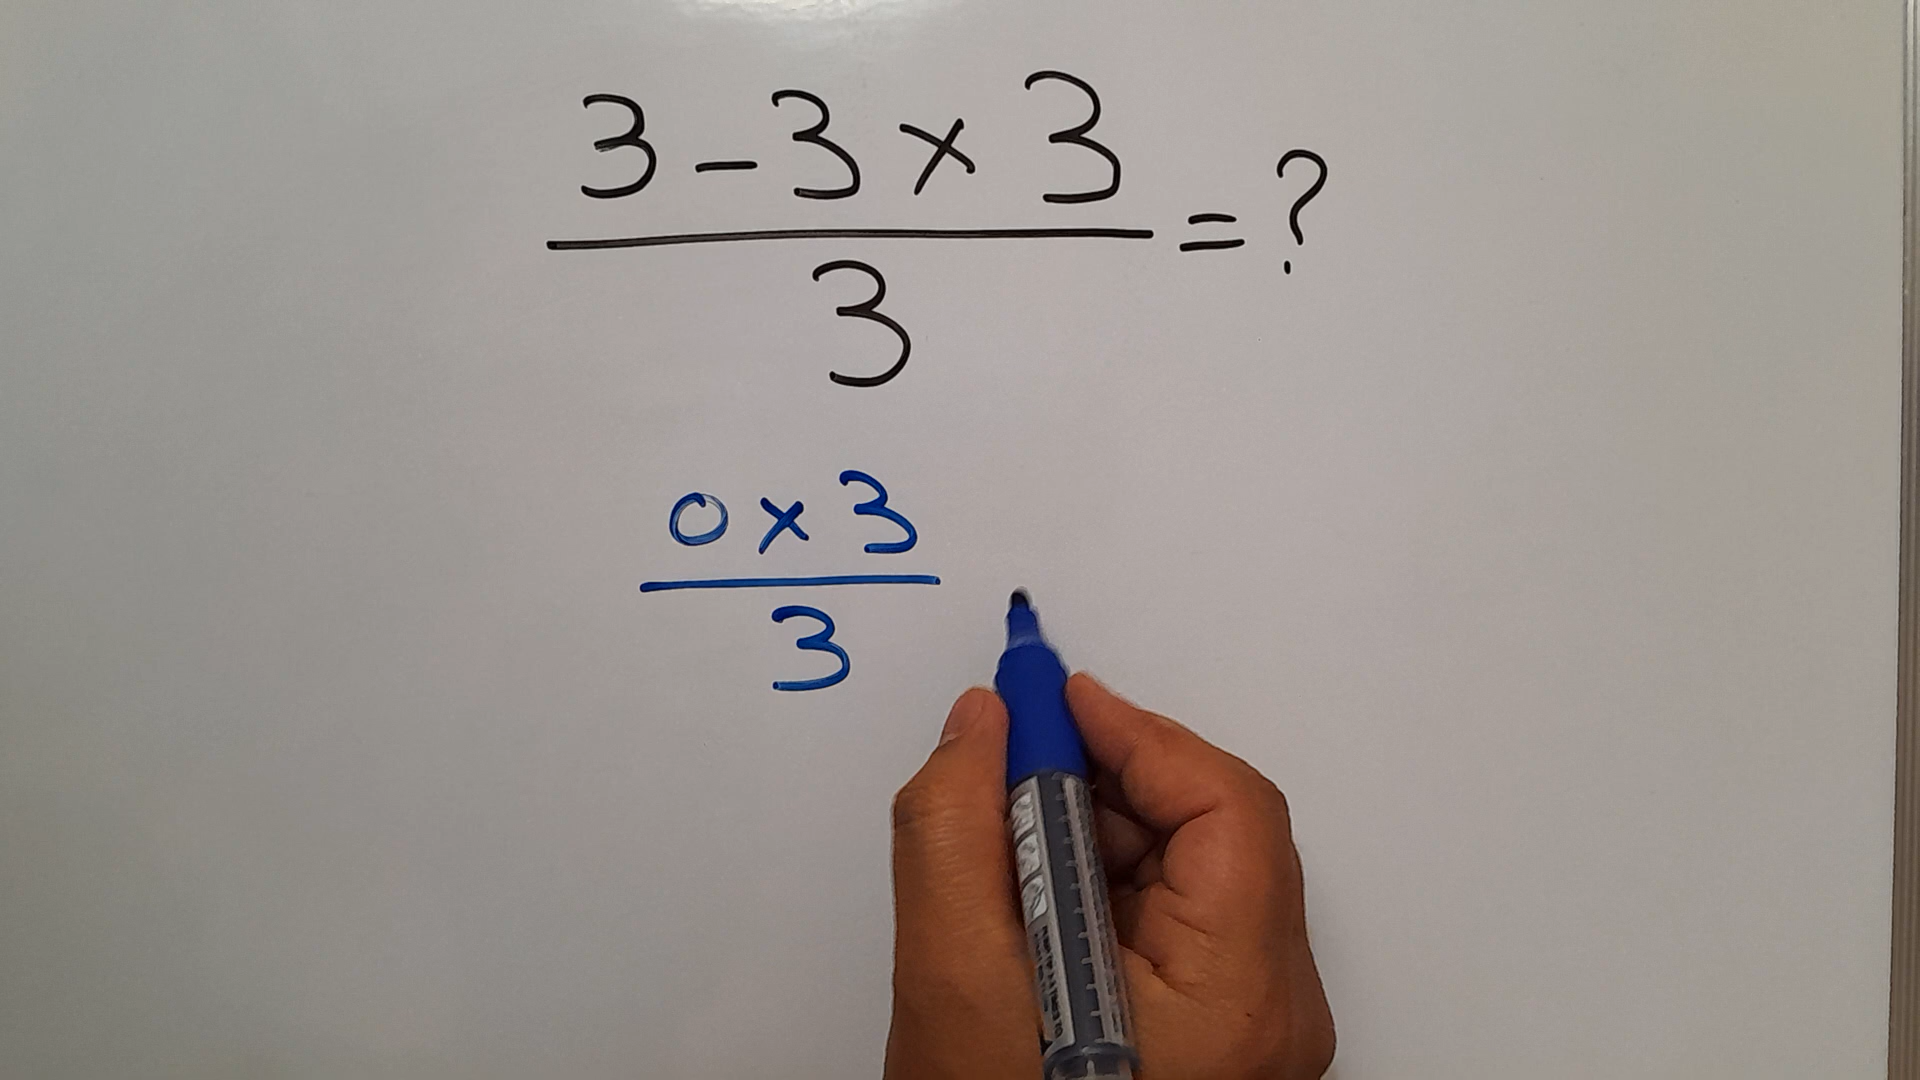 3 - 3 × 3
= ?
3
0 × 3
3